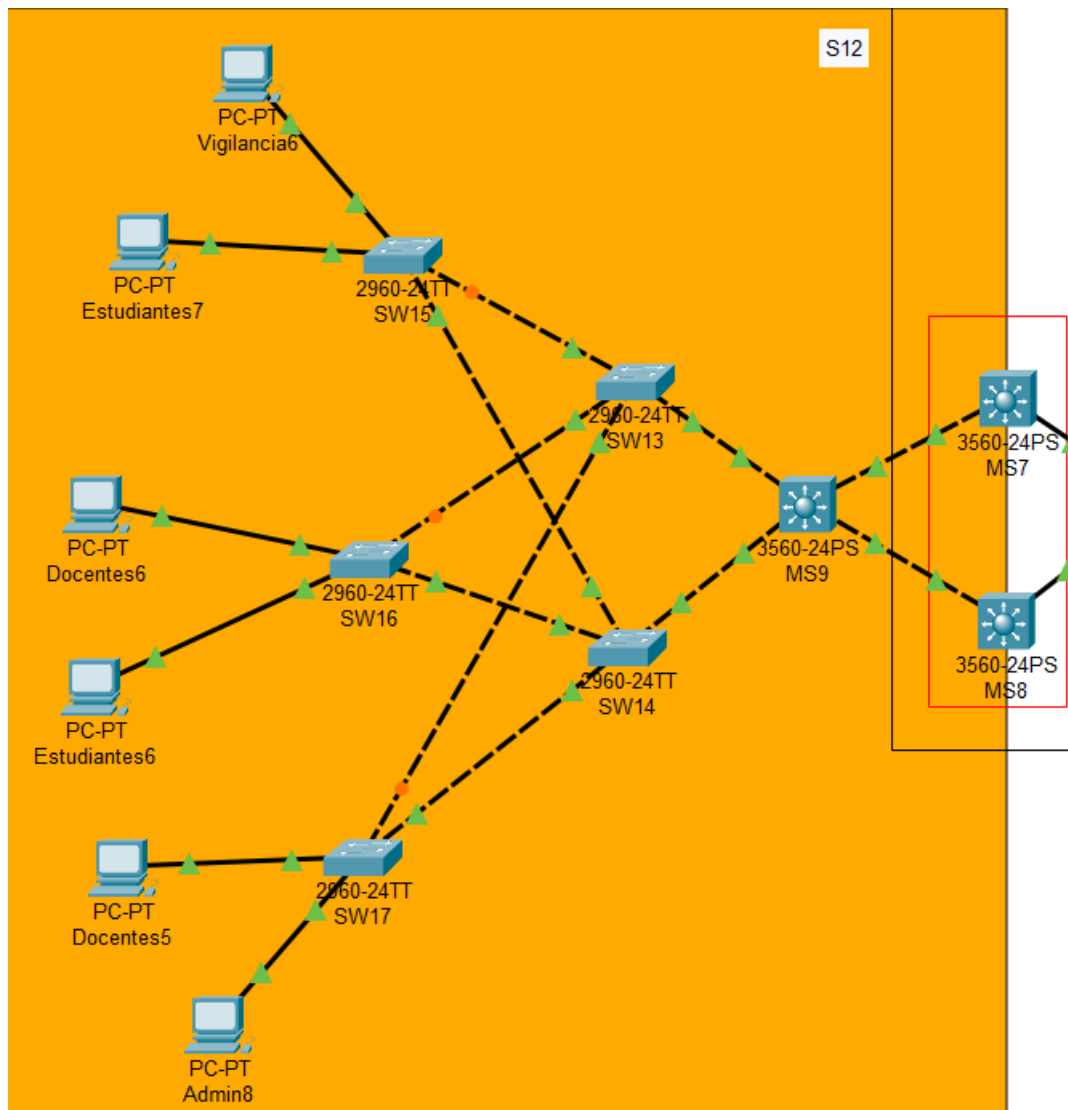 S12
PC-PT
Vigilancia6
PC-PT
Estudiantes7
2960-24TT
SW15
2960-24TT
SW13
3560-24PS
MS7
PC-PT
Docentes6
2960-24TT
SW16
3560-24PS
MS9
PC-PT
Estudiantes6
2960-24TT
SW14
3560-24PS
MS8
PC-PT
Docentes5
2960-24TT
SW17
PC-PT
Admin8